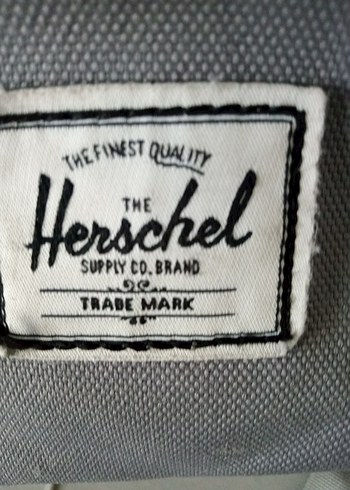 THE FINEST QUALITY
THE
Herschel
SUPPLY CO. BRAND
TRADE MARK